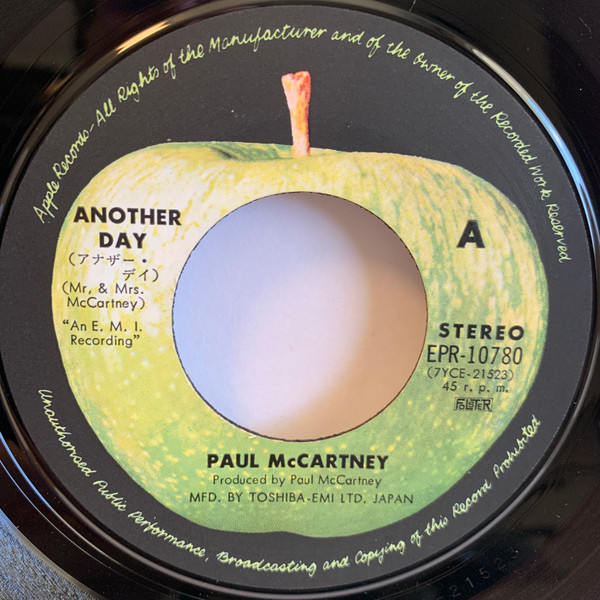 Apple Records-All Rights of the Manufacturer and of the Owner of the Recorded Work Reserved
ANOTHER
DAY
(アナザー・
デイ)
(Mr. & Mrs.
McCartney)
"An E. M. I.
Recording"
A
STEREO
EPR-10780
(7YCE-21523)
45 r. p. m.
PAUL McCARTNEY
Produced by Paul McCartney
MFD. BY TOSHIBA-EMI LTD. JAPAN
Unauthorised Public Performance, Broadcasting and Copying of this Record Prohibited
21523